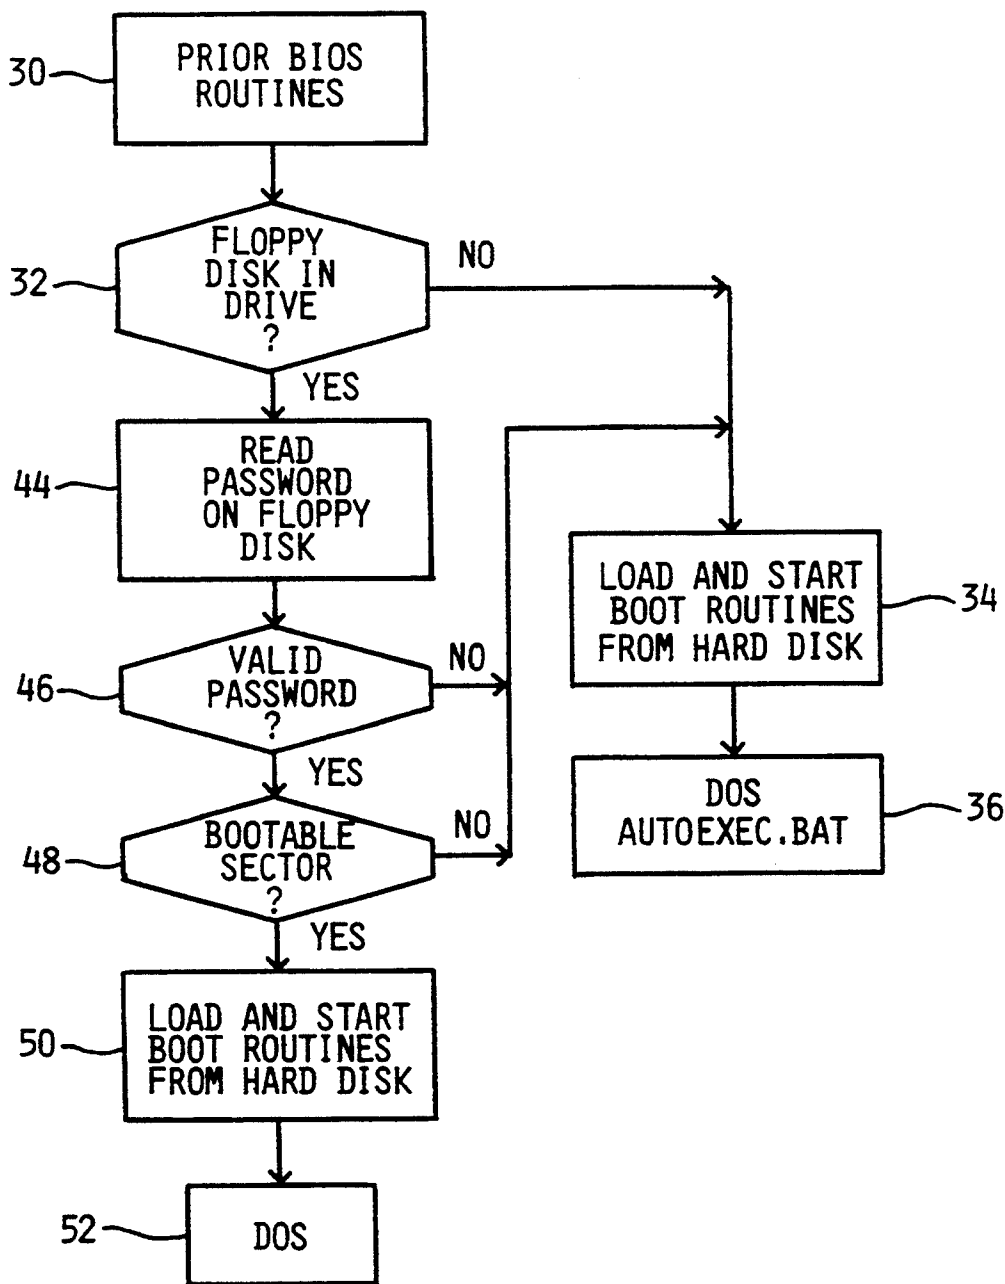 PRIOR BIOS
ROUTINES
30
FLOPPY
DISK IN
DRIVE
?
32
NO
YES
READ
PASSWORD
ON FLOPPY
DISK
44
VALID
PASSWORD
?
46
NO
YES
BOOTABLE
SECTOR
?
48
NO
YES
LOAD AND START
BOOT ROUTINES
FROM HARD DISK
50
DOS
52
LOAD AND START
BOOT ROUTINES
FROM HARD DISK
34
DOS
AUTOEXEC.BAT
36